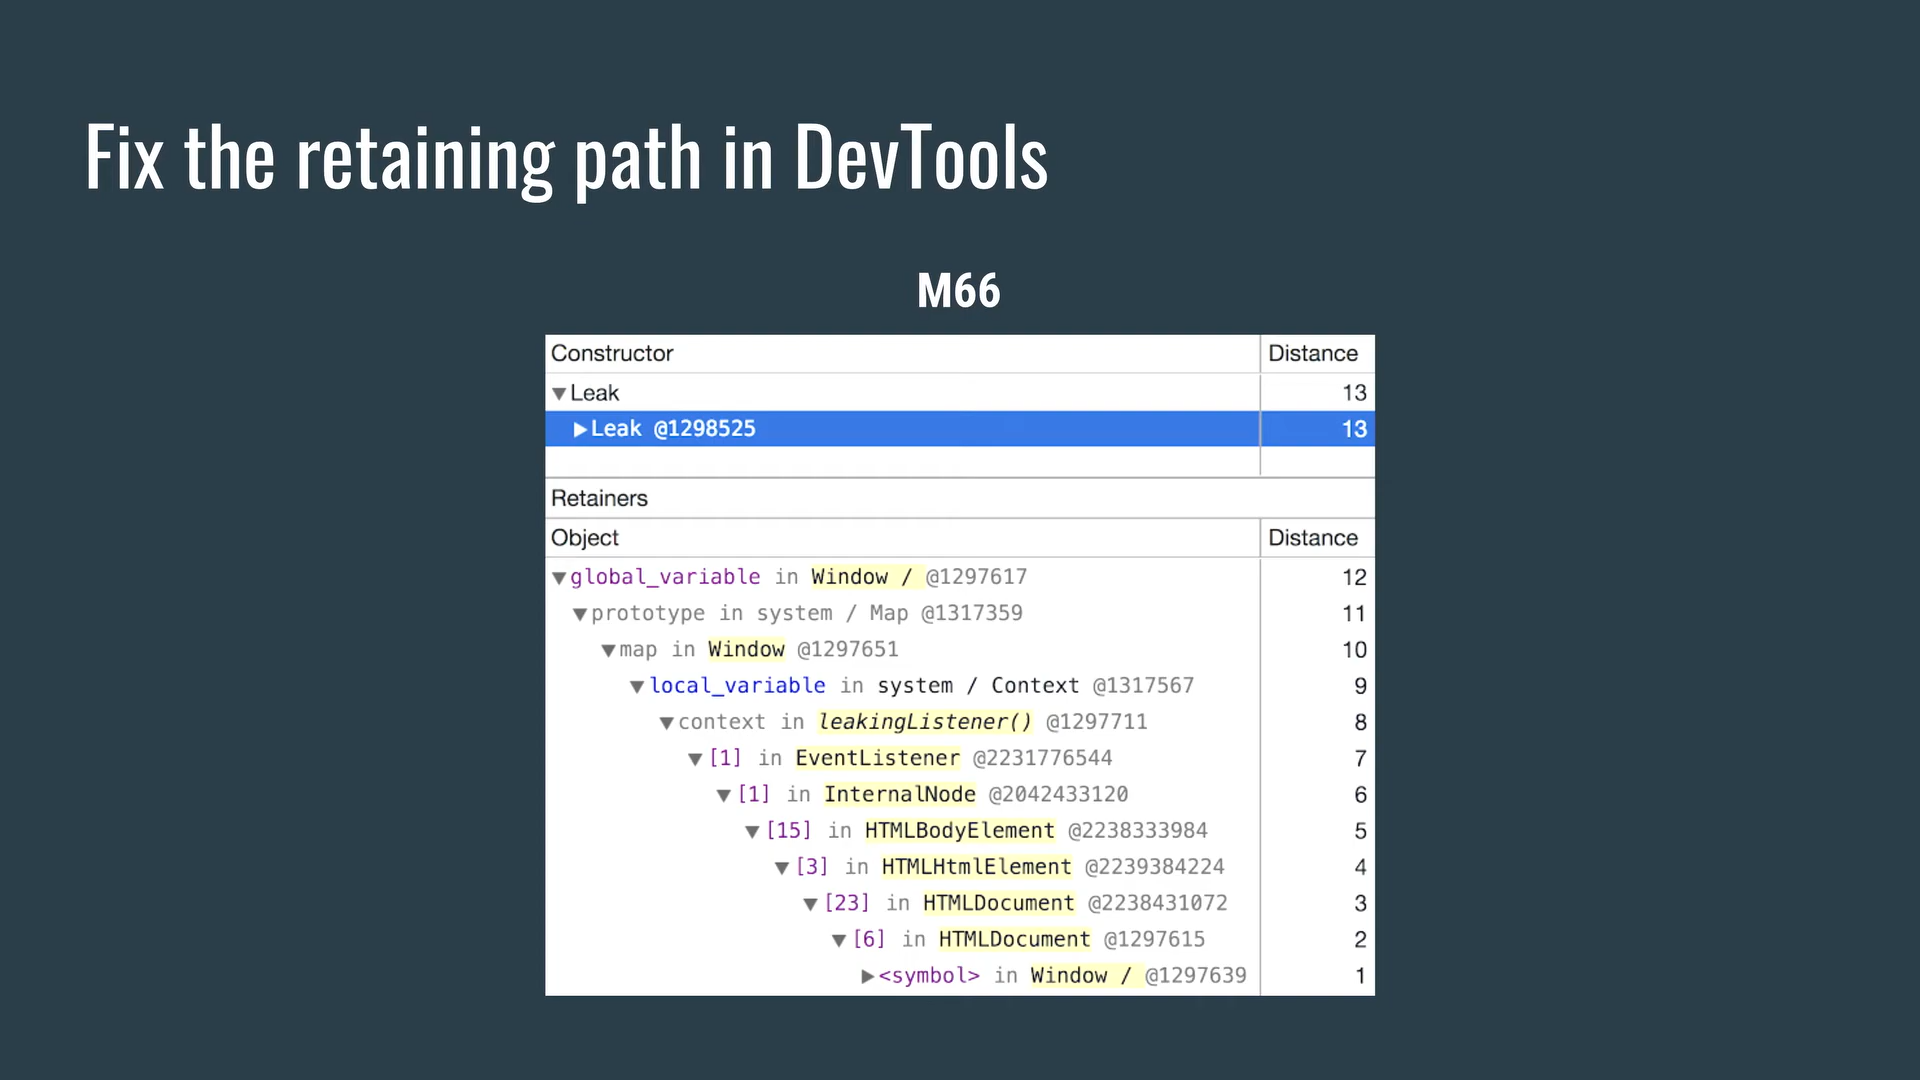 Fix the retaining path in DevTools
M66
Constructor Distance
▼Leak 13
▶Leak @1298525 13
Retainers
Object Distance
▼global_variable in Window / @1297617 12
▼prototype in system / Map @1317359 11
▼map in Window @1297651 10
▼local_variable in system / Context @1317567 9
▼context in leakingListener() @1297711 8
▼[1] in EventListener @2231776544 7
▼[1] in InternalNode @2042433120 6
▼[15] in HTMLBodyElement @2238333984 5
▼[3] in HTMLHtmlElement @2239384224 4
▼[23] in HTMLDocument @2238431072 3
▼[6] in HTMLDocument @1297615 2
▶<symbol> in Window / @1297639 1